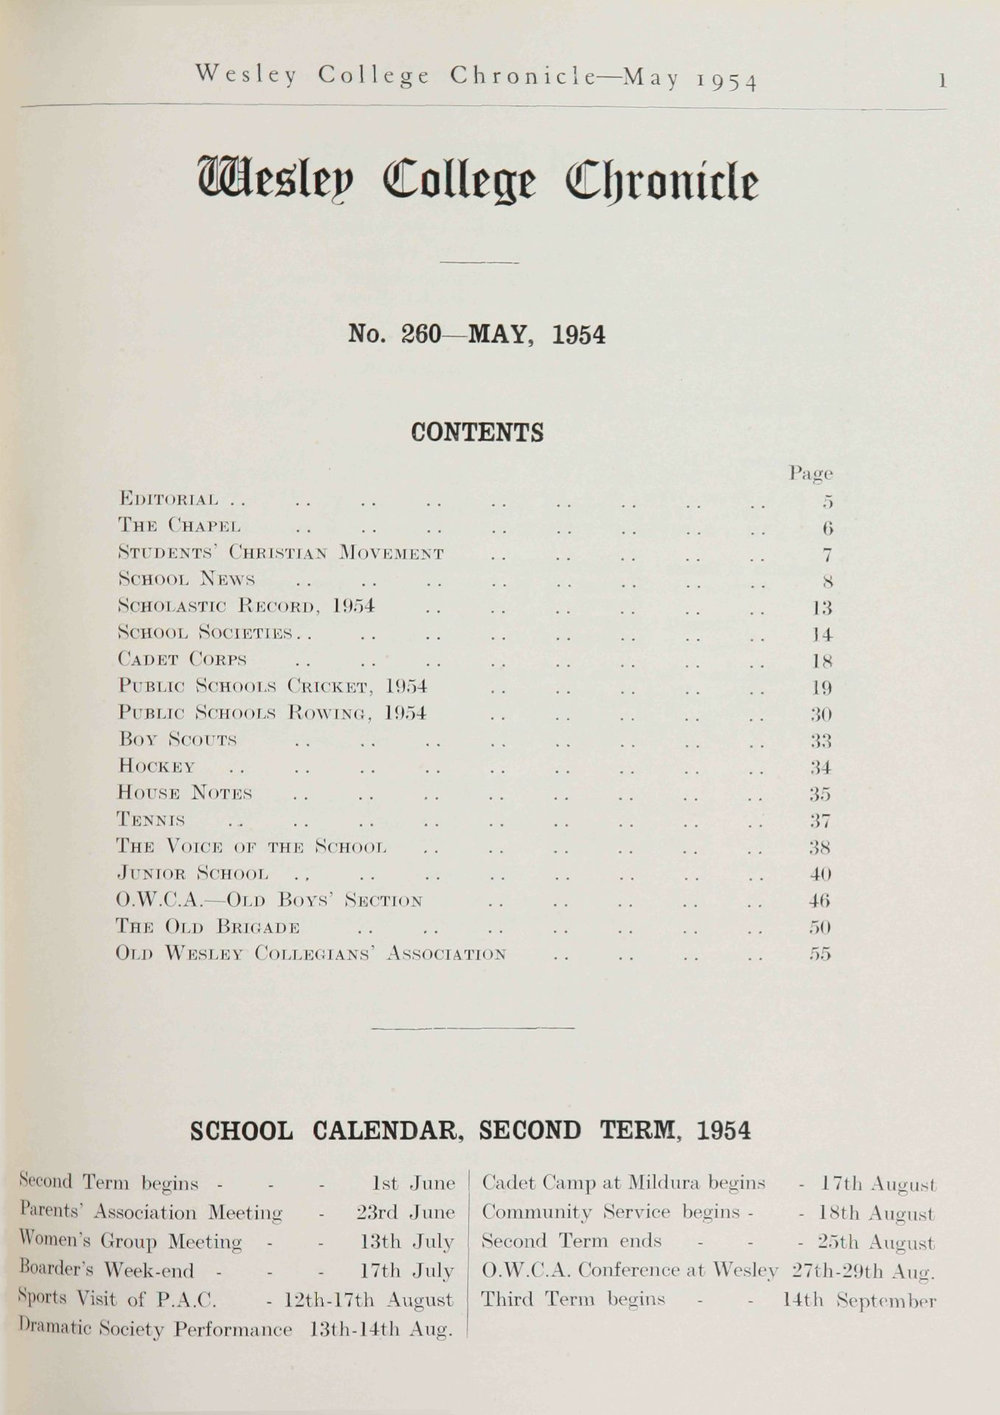 Wesley College Chronicle—May 1954 1
Wesley College Chronicle
No. 260—MAY, 1954
CONTENTS
Page
EDITORIAL .. .. .. .. .. .. .. .. .. 5
THE CHAPEL .. .. .. .. .. .. .. .. 6
STUDENTS' CHRISTIAN MOVEMENT .. .. .. .. .. 7
SCHOOL NEWS .. .. .. .. .. .. .. .. 8
SCHOLASTIC RECORD, 1954 .. .. .. .. .. .. 13
SCHOOL SOCIETIES .. .. .. .. .. .. .. .. 14
CADET CORPS .. .. .. .. .. .. .. .. 18
PUBLIC SCHOOLS CRICKET, 1954 .. .. .. .. .. 19
PUBLIC SCHOOLS ROWING, 1954 .. .. .. .. .. 30
BOY SCOUTS .. .. .. .. .. .. .. .. 33
HOCKEY .. .. .. .. .. .. .. .. .. 34
HOUSE NOTES .. .. .. .. .. .. .. .. 35
TENNIS .. .. .. .. .. .. .. .. .. 37
THE VOICE OF THE SCHOOL .. .. .. .. .. .. 38
JUNIOR SCHOOL .. .. .. .. .. .. .. .. 40
O.W.C.A.—OLD BOYS' SECTION .. .. .. .. .. 46
THE OLD BRIGADE .. .. .. .. .. .. .. 50
OLD WESLEY COLLEGIANS' ASSOCIATION .. .. .. .. 55
SCHOOL CALENDAR, SECOND TERM, 1954
Second Term begins - - - 1st June
Parents' Association Meeting - 23rd June
Women's Group Meeting - - 13th July
Boarder's Week-end - - - 17th July
Sports Visit of P.A.C. - 12th-17th August
Dramatic Society Performance 13th-14th Aug.
Cadet Camp at Mildura begins - 17th August
Community Service begins - - 18th August
Second Term ends - - - 25th August
O.W.C.A. Conference at Wesley 27th-29th Aug.
Third Term begins - - 14th September